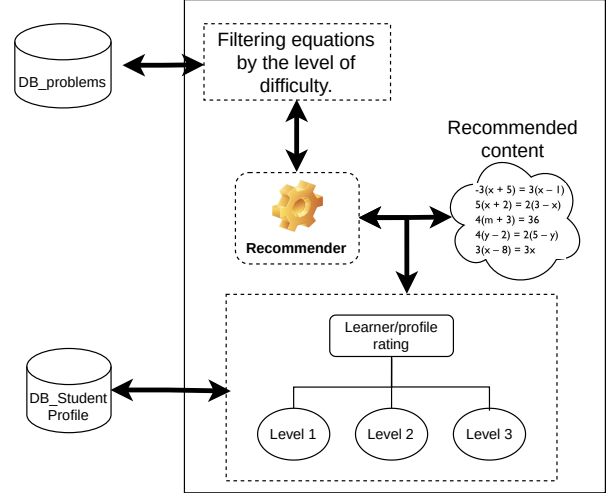 Filtering equations
by the level of
difficulty.
DB_problems
Recommended
content
-3(x + 5) = 3(x – 1)
5(x + 2) = 2(3 – x)
4(m + 3) = 36
4(y – 2) = 2(5 – y)
3(x – 8) = 3x
Recommender
Learner/profile
rating
DB_Student
Profile
Level 1
Level 2
Level 3